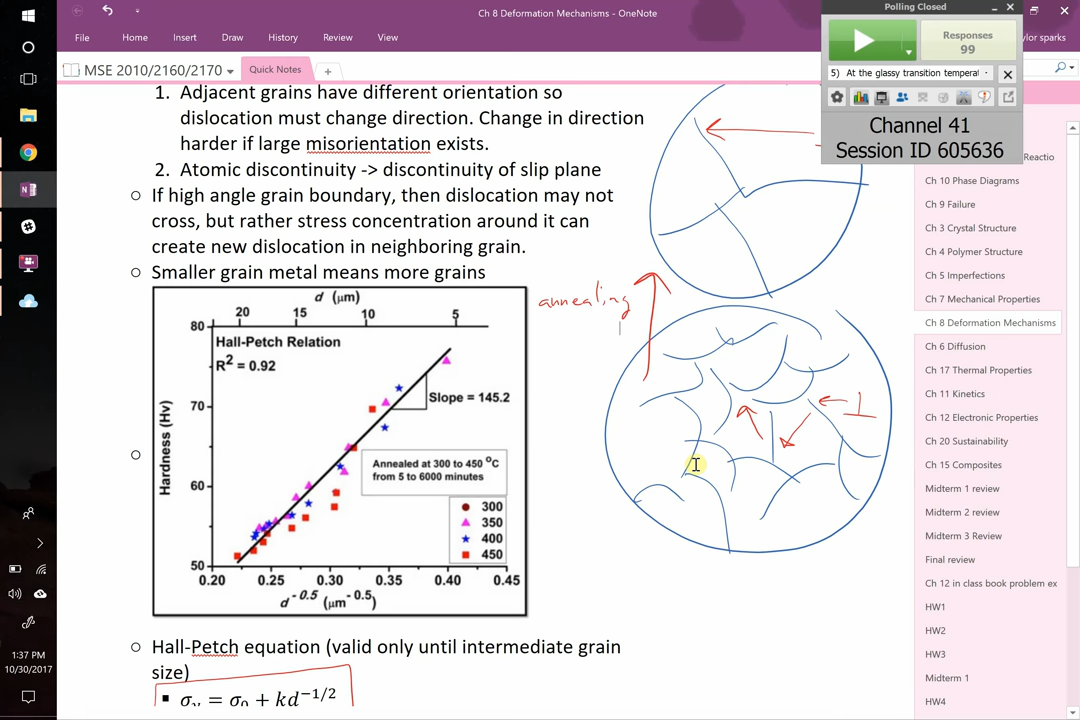 Ch 8 Deformation Mechanisms - OneNote
Polling Closed
Responses
99
5) At the glassy transition temperat
Channel 41
Session ID 605636
ylor sparks
File Home Insert Draw History Review View
MSE 2010/2160/2170
Quick Notes
1. Adjacent grains have different orientation so
dislocation must change direction. Change in direction
harder if large misorientation exists.
2. Atomic discontinuity -> discontinuity of slip plane
If high angle grain boundary, then dislocation may not
cross, but rather stress concentration around it can
create new dislocation in neighboring grain.
Smaller grain metal means more grains
d (μm)
20 15 10 5
80
70
60
50
Hardness (Hv)
Hall-Petch Relation
R² = 0.92
Slope = 145.2
Annealed at 300 to 450 °C
from 5 to 6000 minutes
300
350
400
450
0.20 0.25 0.30 0.35 0.40 0.45
d⁻⁰·⁵ (μm⁻⁰·⁵)
annealing
Hall-Petch equation (valid only until intermediate grain
size)
σy = σ0 + kd^−1/2
Reactio
Ch 10 Phase Diagrams
Ch 9 Failure
Ch 3 Crystal Structure
Ch 4 Polymer Structure
Ch 5 Imperfections
Ch 7 Mechanical Properties
Ch 8 Deformation Mechanisms
Ch 6 Diffusion
Ch 17 Thermal Properties
Ch 11 Kinetics
Ch 12 Electronic Properties
Ch 20 Sustainability
Ch 15 Composites
Midterm 1 review
Midterm 2 review
Midterm 3 Review
Final review
Ch 12 in class book problem ex
HW1
HW2
HW3
Midterm 1
HW4
1:37 PM
10/30/2017